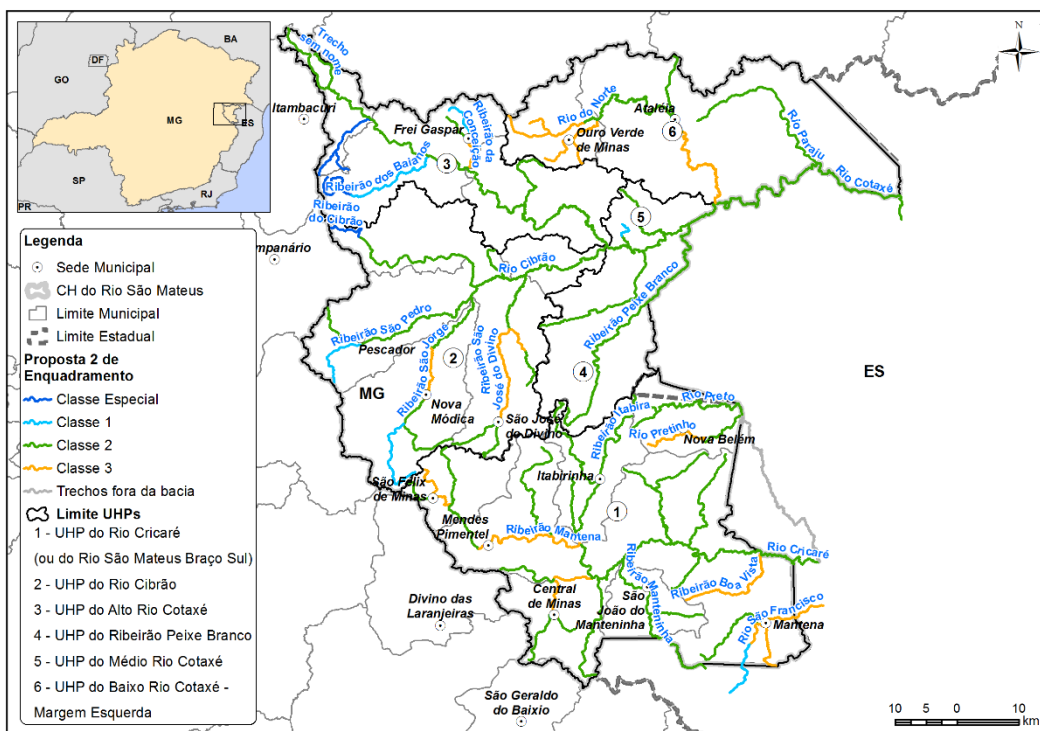 BA
DF
GO
MG
ES
SP
RJ
PR
N
Trecho
sem nome
Itambacuri
Frei Gaspar
Ribeirão da
Conceição
Rio do Norte
Ouro Verde
de Minas
Ataléia
6
Rio Paraju
Rio Cotaxé
3
Ribeirão dos Baianos
Ribeirão
do Cibrão
5
mpanário
Rio Cibrão
Ribeirão Peixe Branco
Ribeirão São Pedro
Pescador
Ribeirão São Jorge
2
Ribeirão São
José do Divino
4
MG
ES
Nova
Módica
São José
do Divino
Ribeirão Itabira
Rio Preto
Rio Pretinho
Nova Belém
São Félix
de Minas
Itabirinha
1
Mendes
Pimentel
Ribeirão Mantena
Rio Cricaré
Ribeirão Boa Vista
Ribeirão Manteninha
Central
de Minas
São
João do
Manteninha
Rio São Francisco
Mantena
Divino das
Laranjeiras
São Geraldo
do Baixio
10 5 0 10
km
Legenda
Sede Municipal
CH do Rio São Mateus
Limite Municipal
Limite Estadual
Proposta 2 de
Enquadramento
Classe Especial
Classe 1
Classe 2
Classe 3
Trechos fora da bacia
Limite UHPs
1 - UHP do Rio Cricaré
(ou do Rio São Mateus Braço Sul)
2 - UHP do Rio Cibrão
3 - UHP do Alto Rio Cotaxé
4 - UHP do Ribeirão Peixe Branco
5 - UHP do Médio Rio Cotaxé
6 - UHP do Baixo Rio Cotaxé -
Margem Esquerda